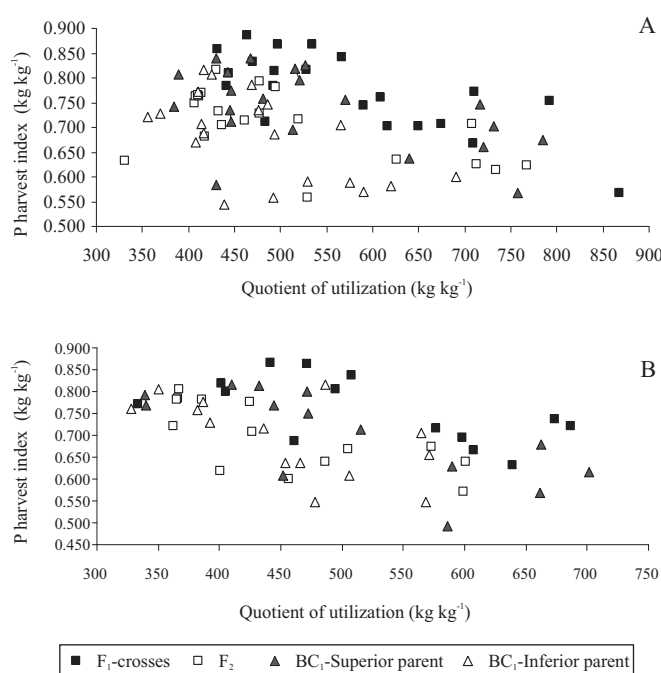 A
P harvest index (kg kg⁻¹)
0.900
0.850
0.800
0.750
0.700
0.650
0.600
0.550
0.500
300 350 400 450 500 550 600 650 700 750 800 850 900
Quotient of utilization (kg kg⁻¹)
B
P harvest index (kg kg⁻¹)
0.900
0.850
0.800
0.750
0.700
0.650
0.600
0.550
0.500
0.450
300 350 400 450 500 550 600 650 700 750
Quotient of utilization (kg kg⁻¹)
F₁-crosses F₂ BC₁-Superior parent BC₁-Inferior parent